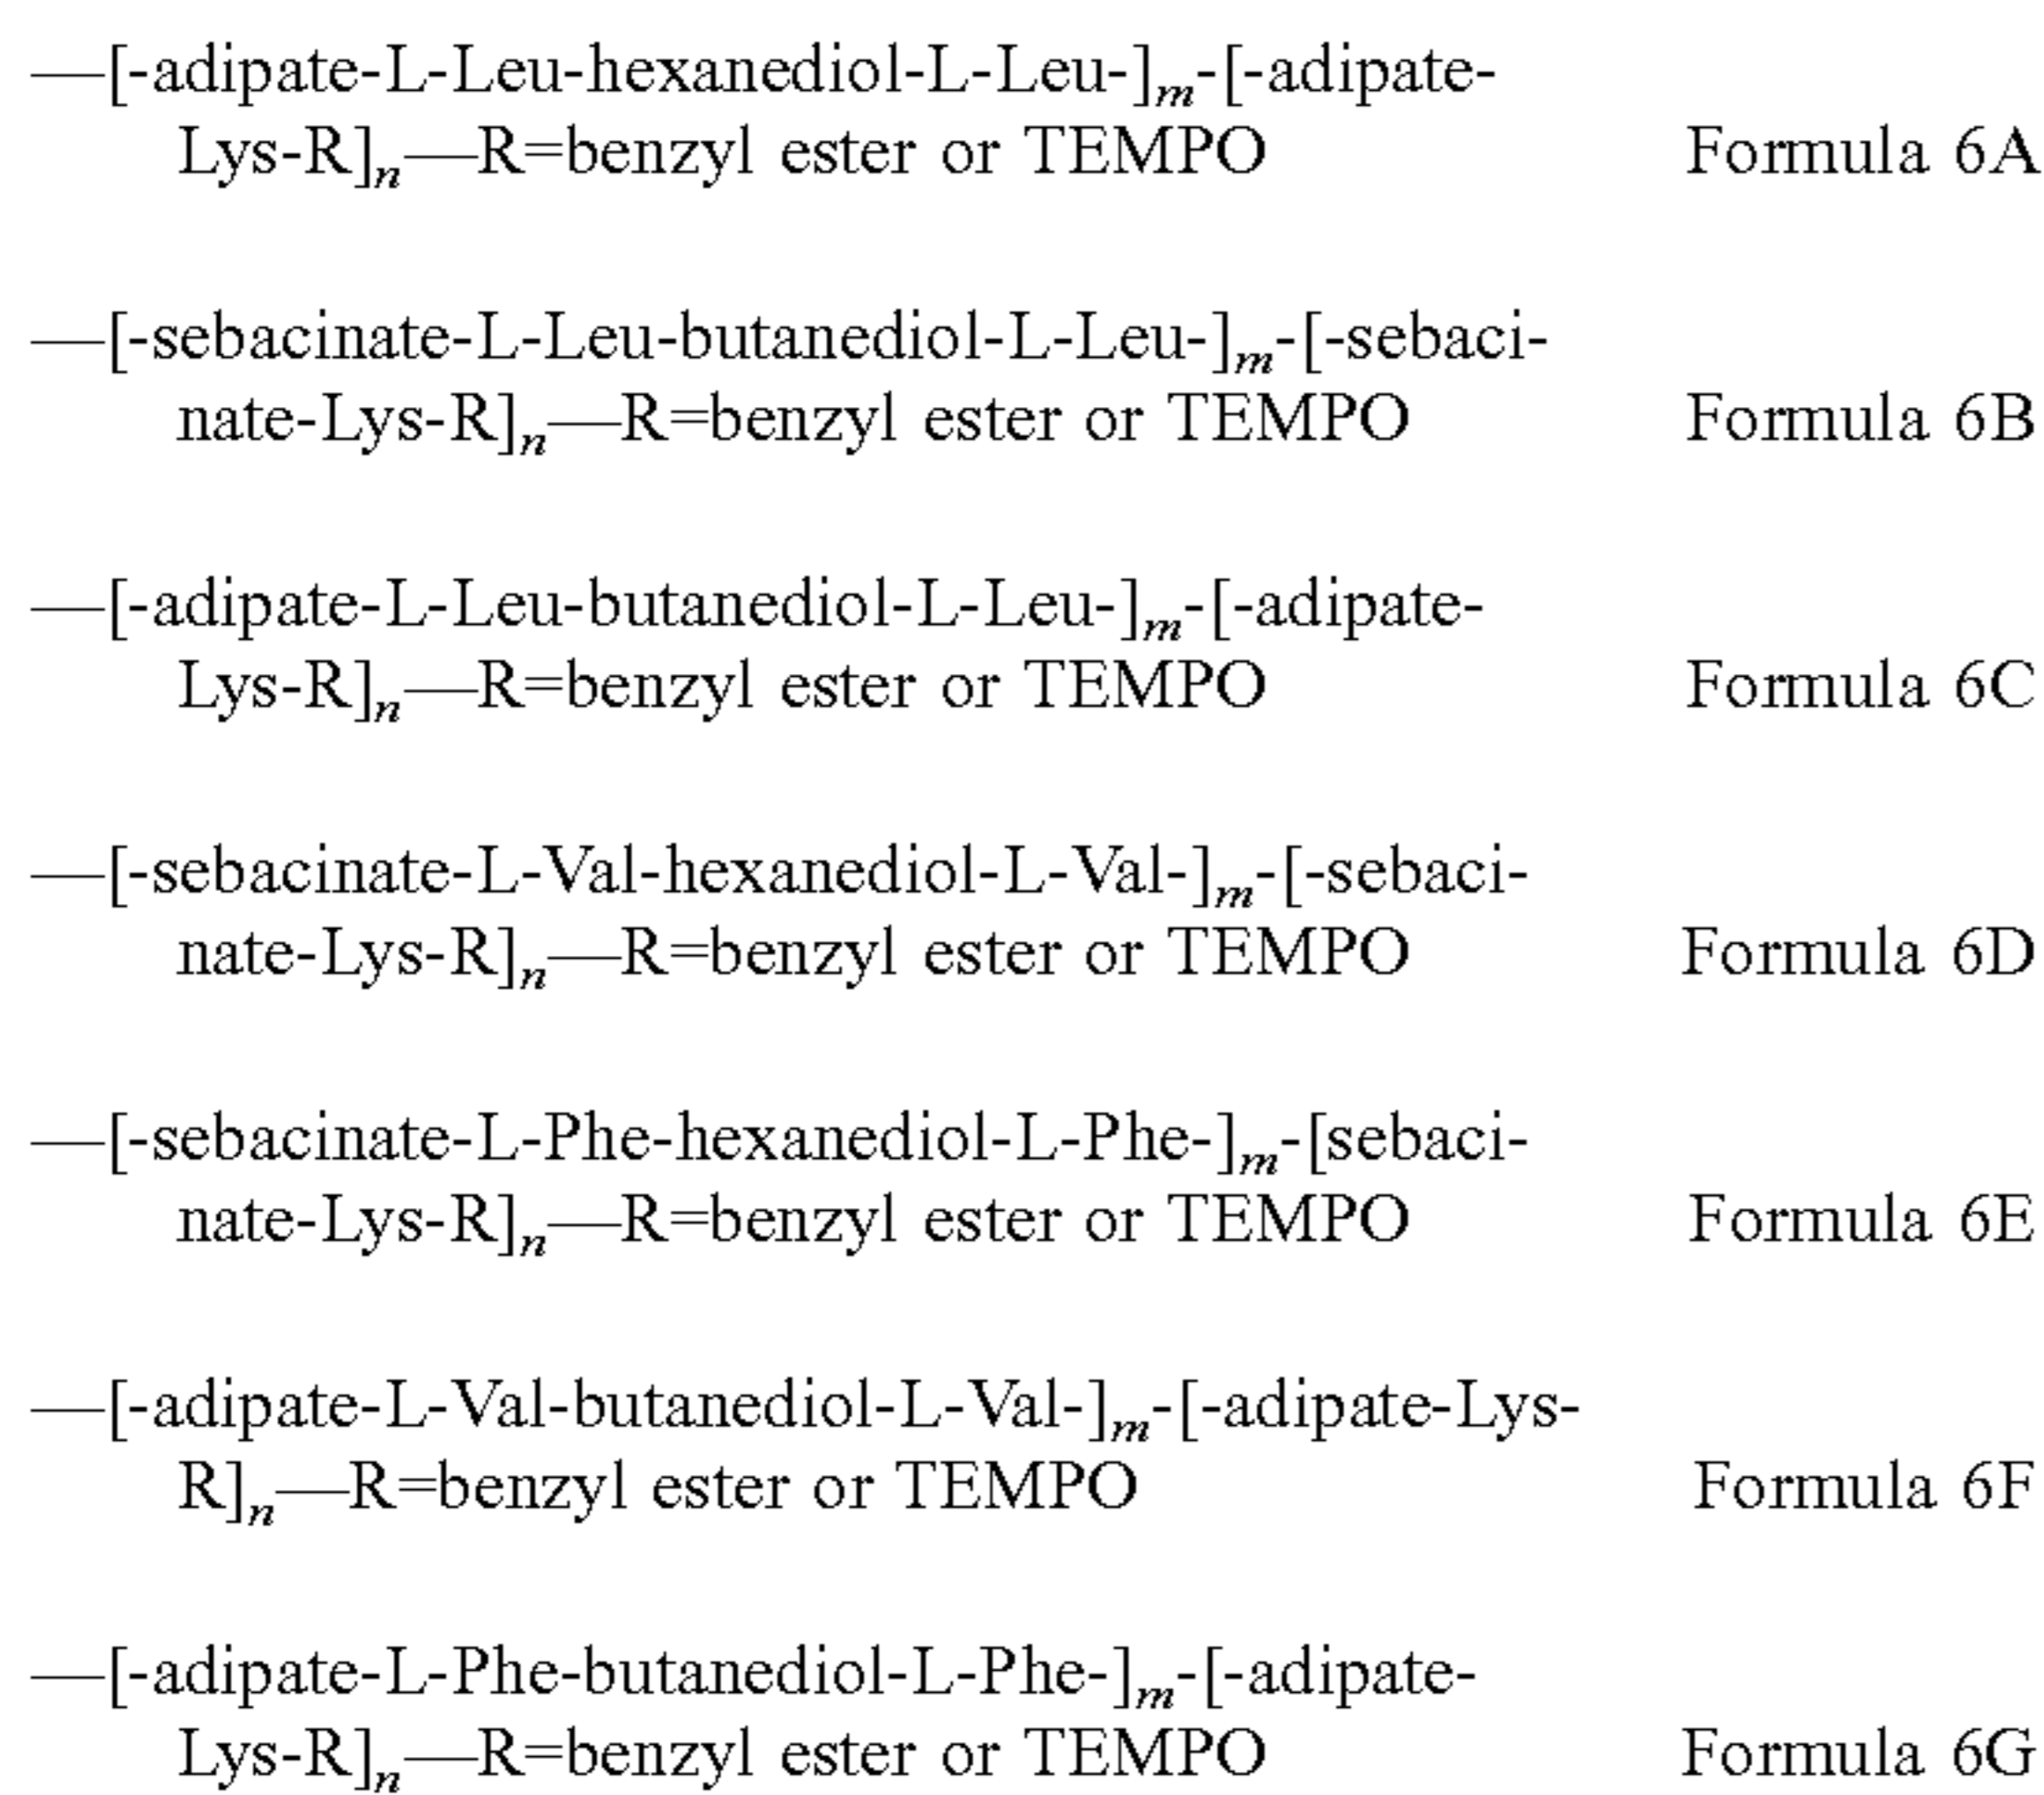 —[-adipate-L-Leu-hexanediol-L-Leu-]m-[-adipate-
Lys-R]n—R=benzyl ester or TEMPO Formula 6A
—[-sebacinate-L-Leu-butanediol-L-Leu-]m-[-sebaci-
nate-Lys-R]n—R=benzyl ester or TEMPO Formula 6B
—[-adipate-L-Leu-butanediol-L-Leu-]m-[-adipate-
Lys-R]n—R=benzyl ester or TEMPO Formula 6C
—[-sebacinate-L-Val-hexanediol-L-Val-]m-[-sebaci-
nate-Lys-R]n—R=benzyl ester or TEMPO Formula 6D
—[-sebacinate-L-Phe-hexanediol-L-Phe-]m-[sebaci-
nate-Lys-R]n—R=benzyl ester or TEMPO Formula 6E
—[-adipate-L-Val-butanediol-L-Val-]m-[-adipate-Lys-
R]n—R=benzyl ester or TEMPO Formula 6F
—[-adipate-L-Phe-butanediol-L-Phe-]m-[-adipate-
Lys-R]n—R=benzyl ester or TEMPO Formula 6G